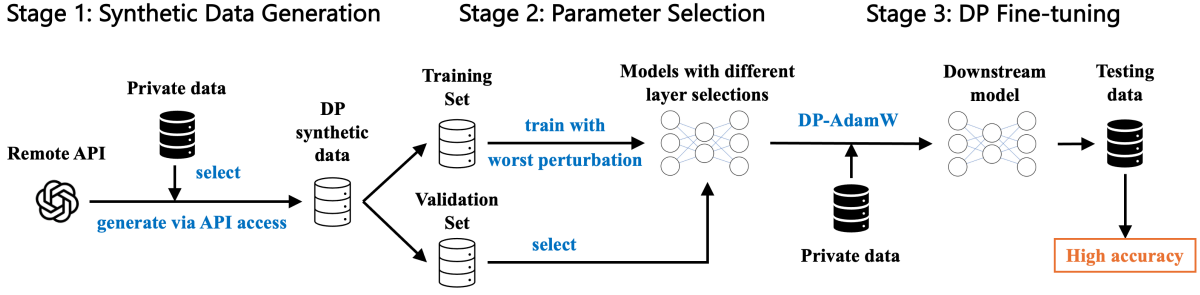 Stage 1: Synthetic Data Generation
Stage 2: Parameter Selection
Stage 3: DP Fine-tuning
Private data
Remote API
select
generate via API access
DP
synthetic
data
Training
Set
Validation
Set
train with
worst perturbation
select
Models with different
layer selections
DP-AdamW
Private data
Downstream
model
Testing
data
High accuracy